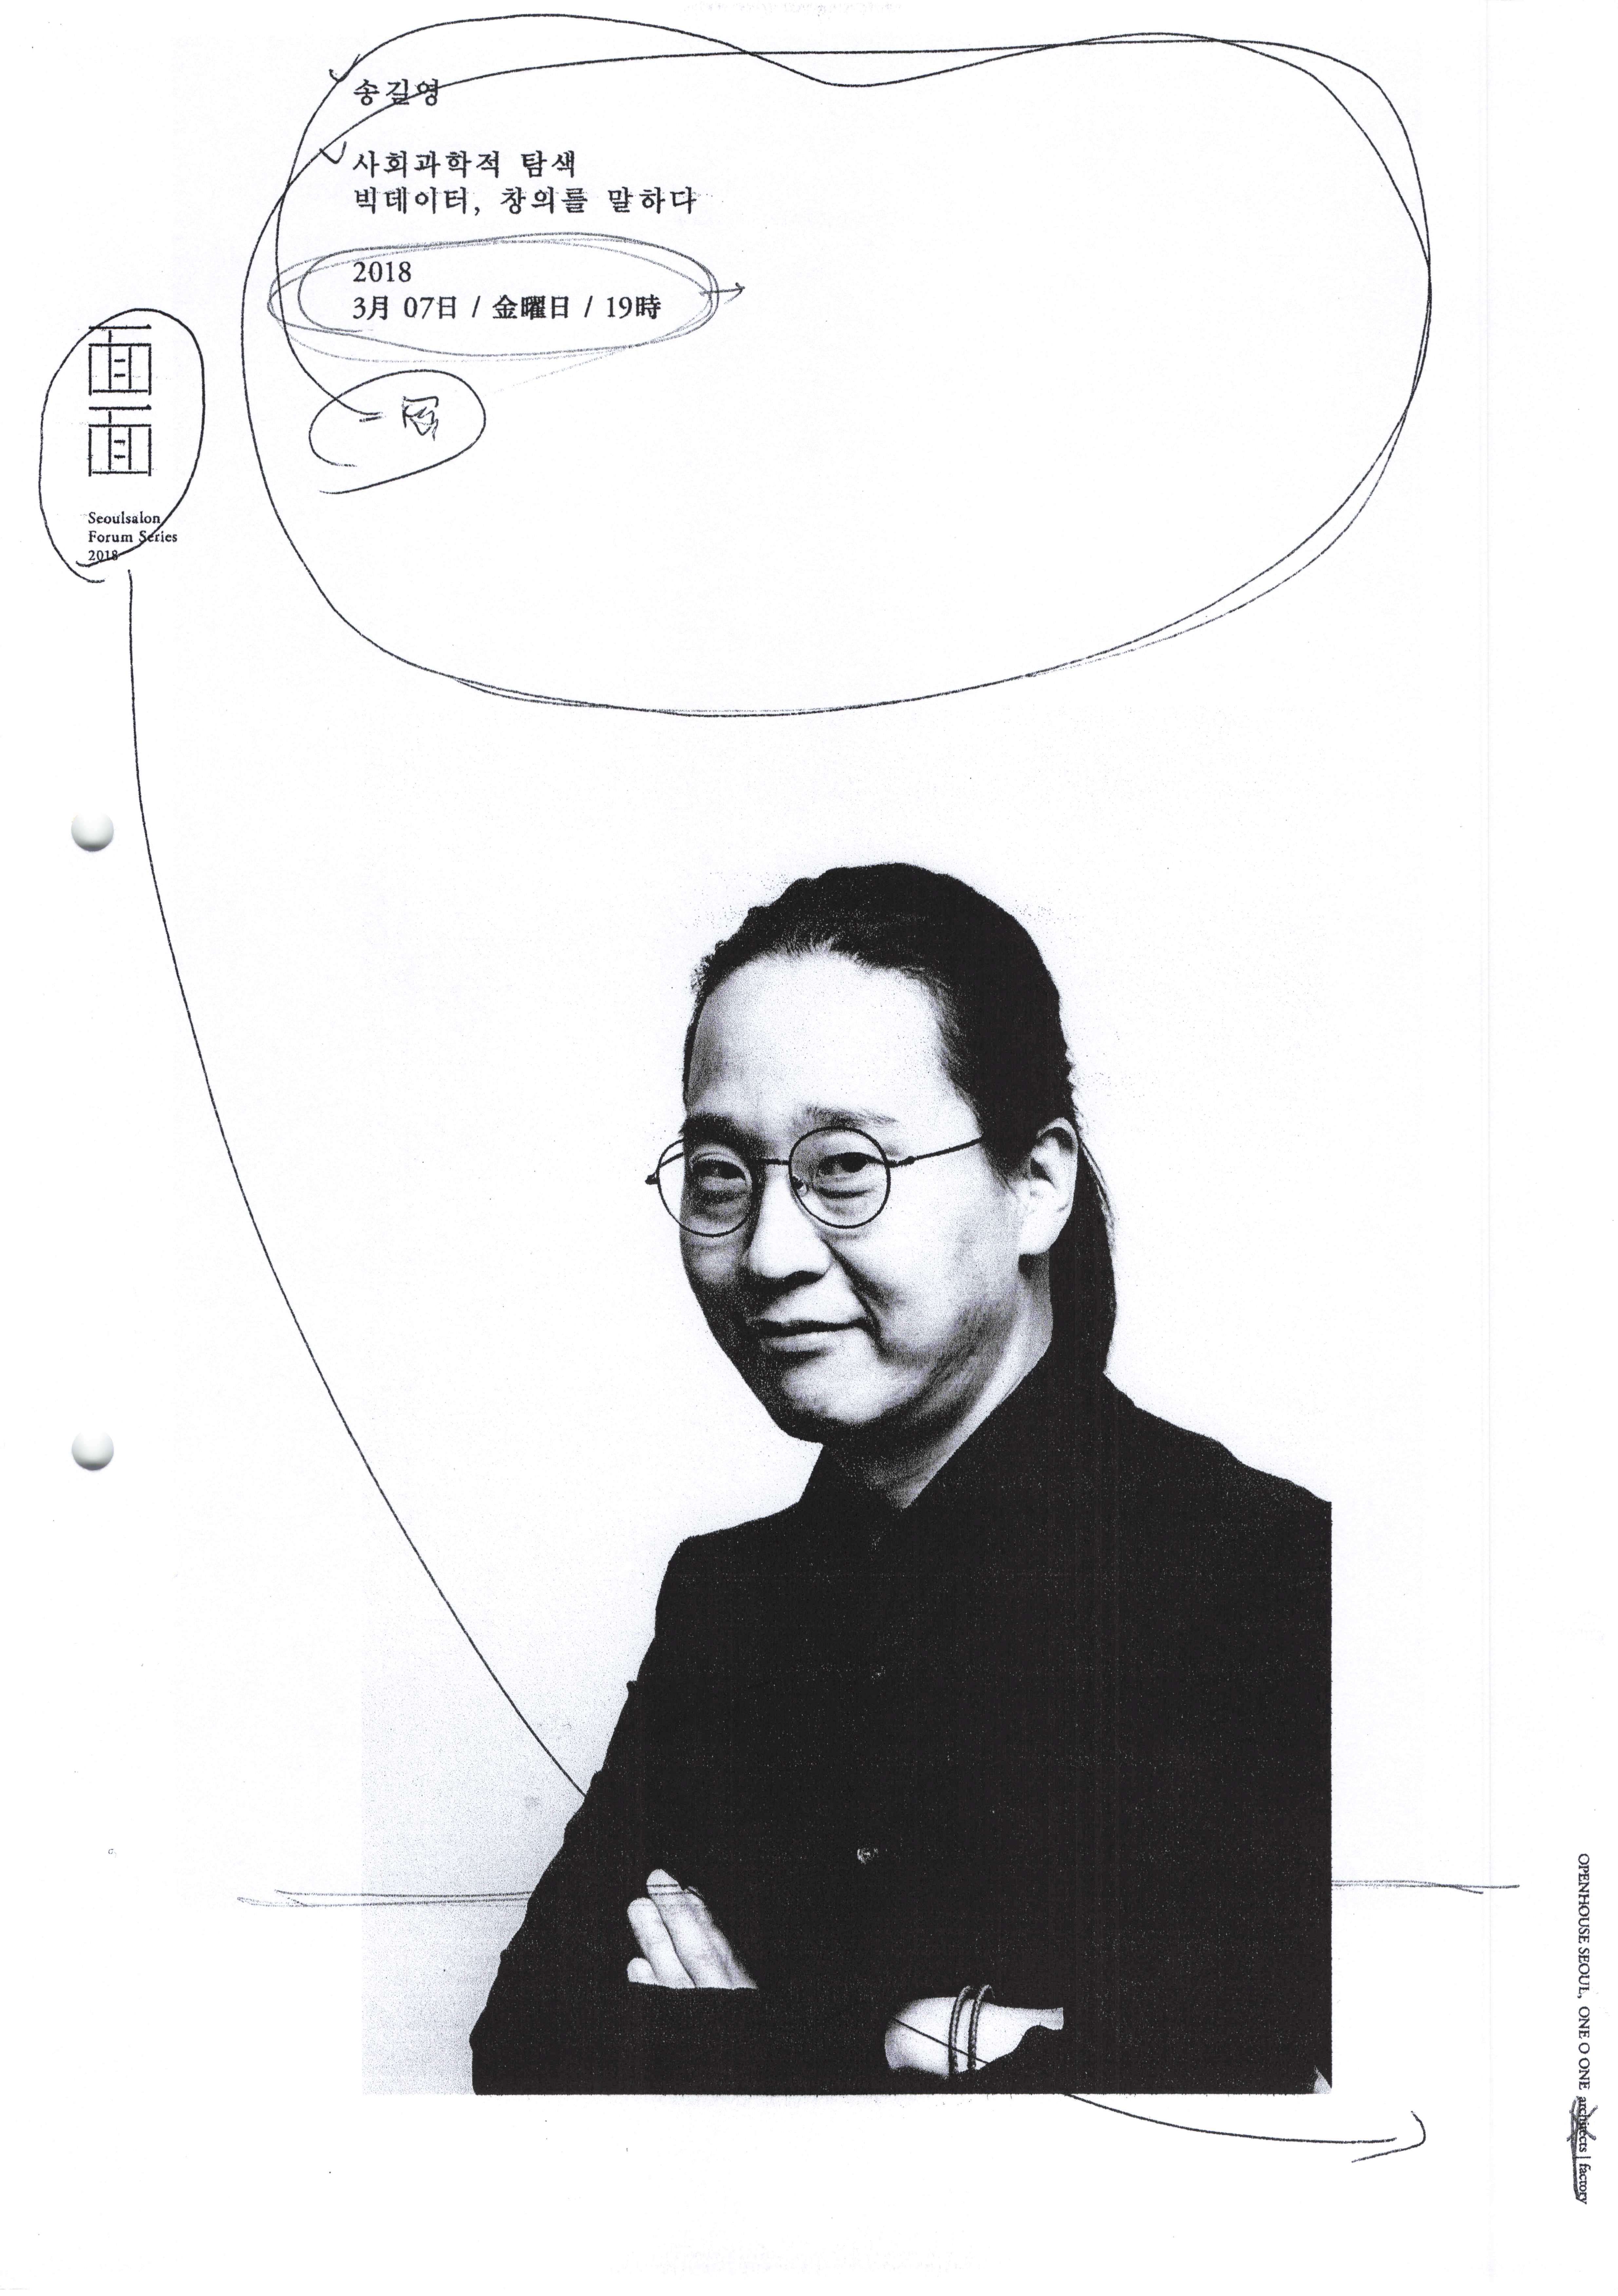 송길영
사회과학적 탐색
빅데이터, 창의를 말하다
2018
3月 07日 / 金曜日 / 19時
面
面
Seoulsalon
Forum Series
2018
OPENHOUSE SEOUL, ONE O ONE architects | factory